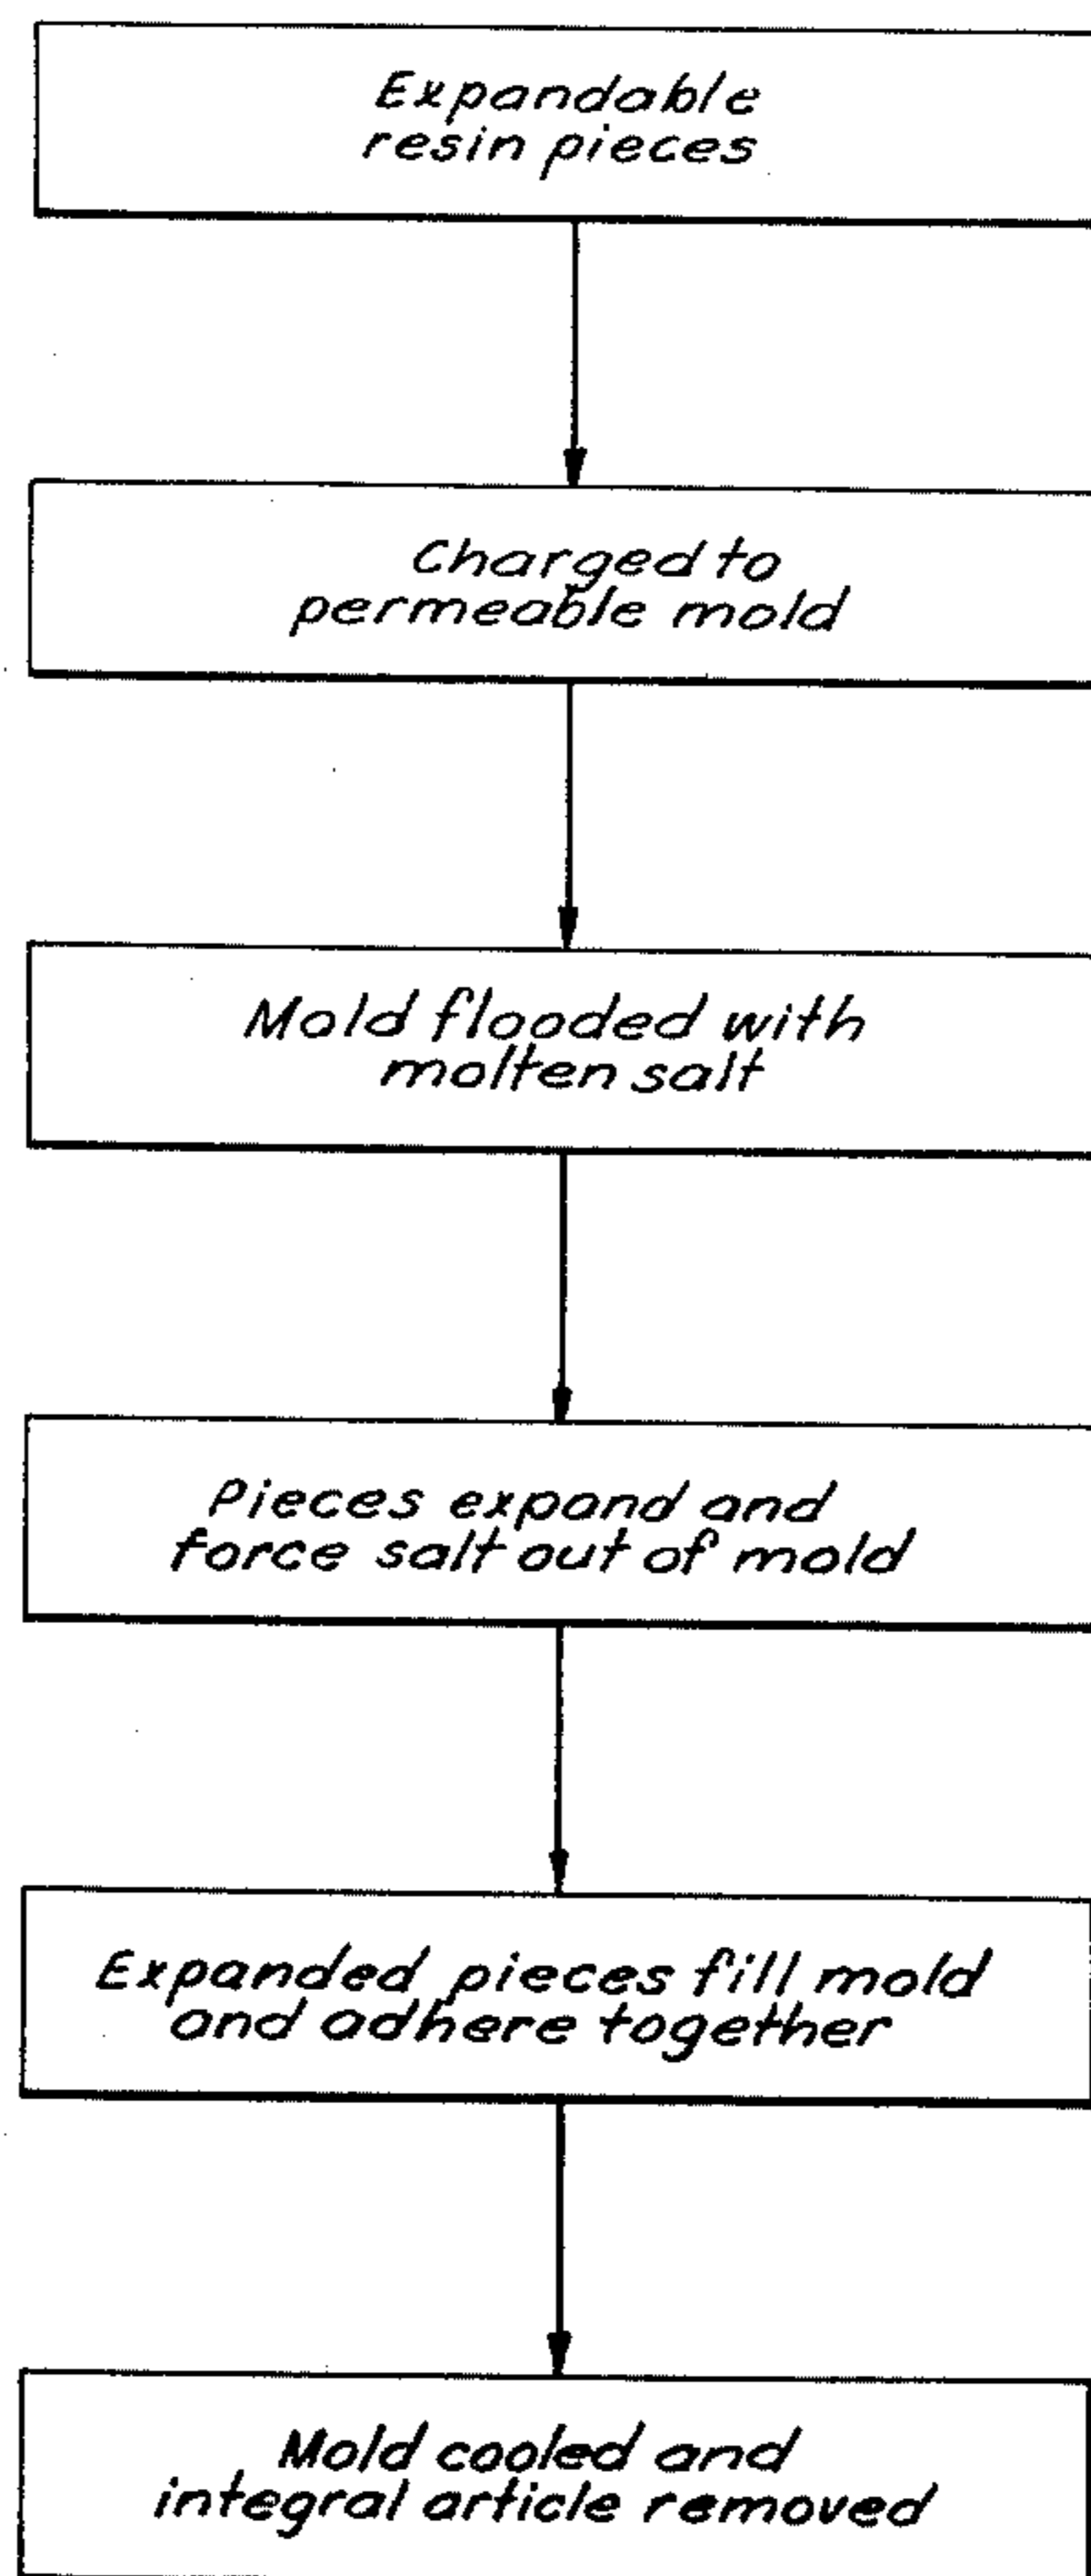 Expandable
resin pieces
Charged to
permeable mold
Mold flooded with
molten salt
Pieces expand and
force salt out of mold
Expanded pieces fill mold
and adhere together
Mold cooled and
integral article removed